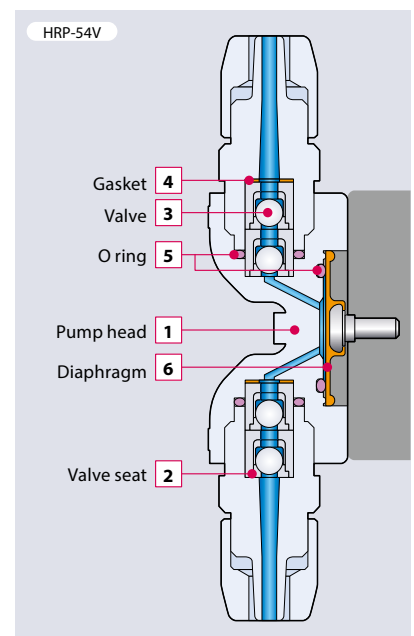 HRP-54V
Gasket 4
Valve 3
O ring 5
Pump head 1
Diaphragm 6
Valve seat 2